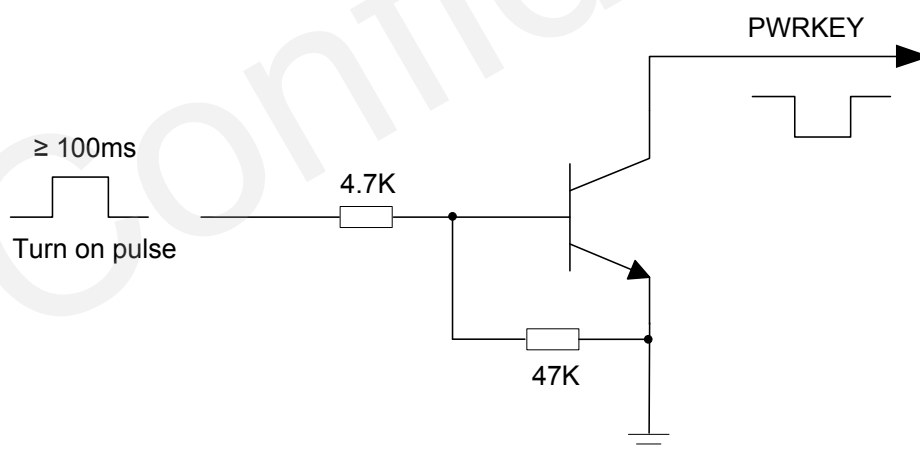 PWRKEY
≥ 100ms
4.7K
Turn on pulse
47K